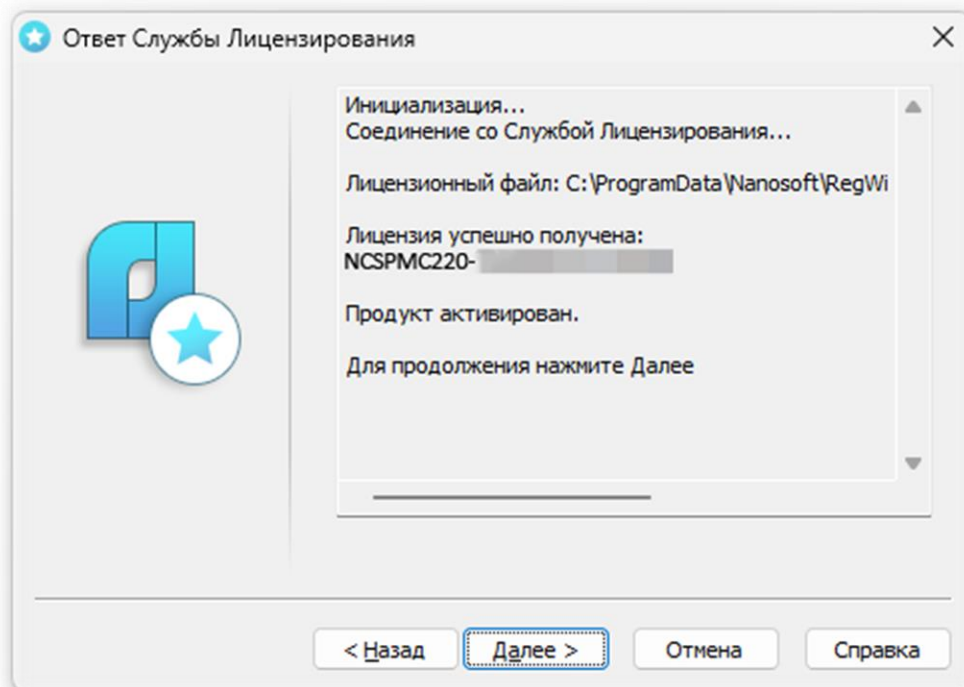 Ответ Службы Лицензирования
Инициализация...
Соединение со Службой Лицензирования...
Лицензионный файл: C:\ProgramData\Nanosoft\RegWi
Лицензия успешно получена:
NCSPMC220-
Продукт активирован.
Для продолжения нажмите Далее
< Назад
Далее >
Отмена
Справка